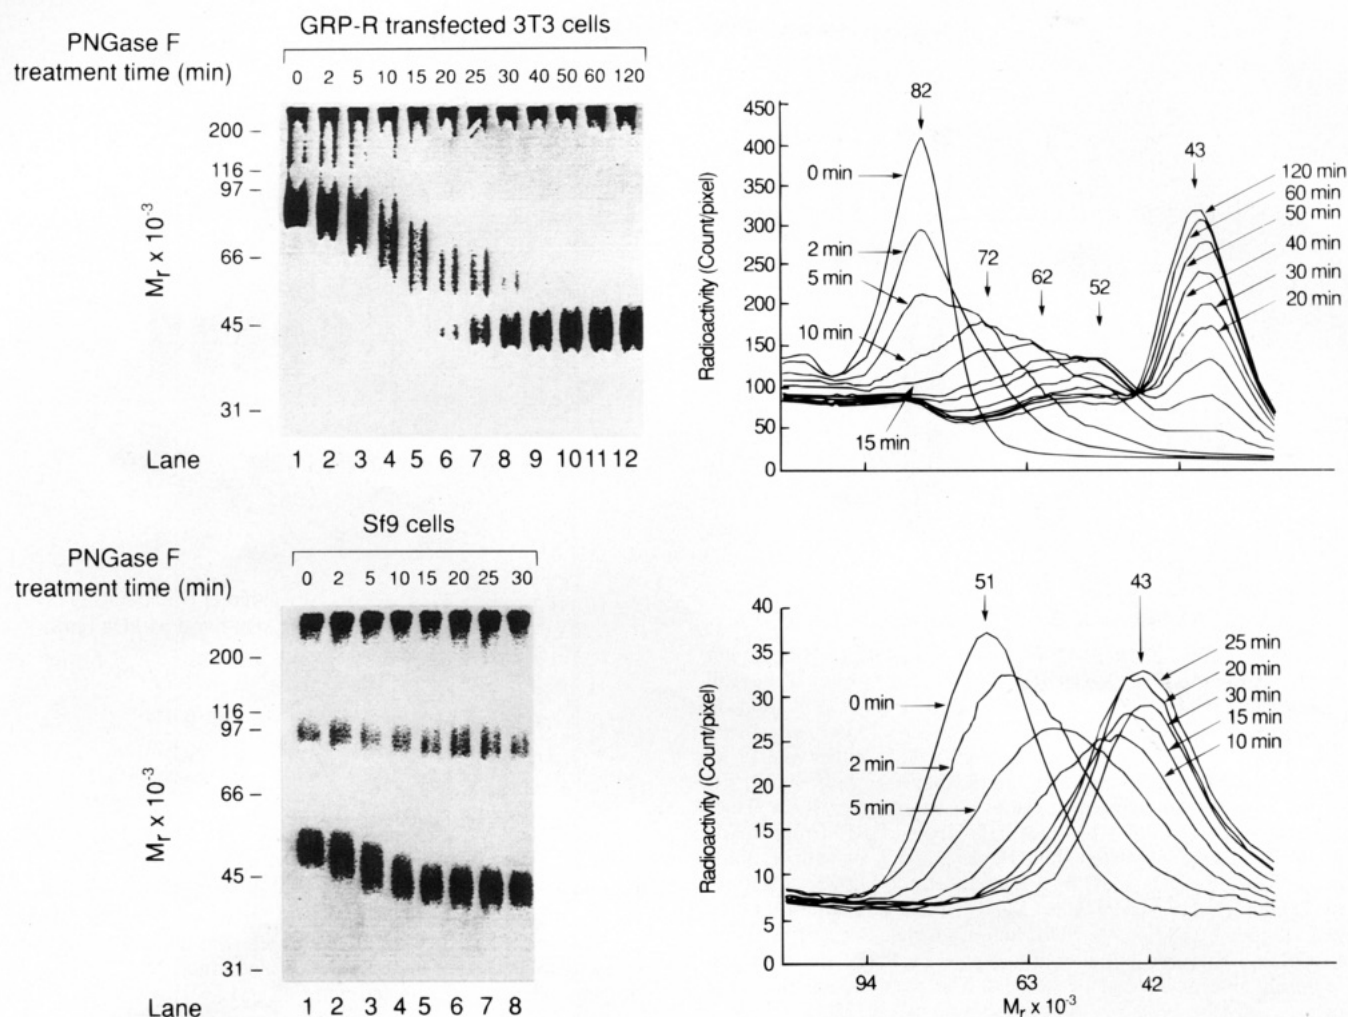 GRP-R transfected 3T3 cells
PNGase F
treatment time (min)
0 2 5 10 15 20 25 30 40 50 60 120
200 –
116 –
97 –
66 –
45 –
31 –
Mr x 10-3
Lane 1 2 3 4 5 6 7 8 9 10 11 12
450
400
350
300
250
200
150
100
50
0
Radioactivity (Count/pixel)
82
72
62
52
43
0 min
2 min
5 min
10 min
15 min
120 min
60 min
50 min
40 min
30 min
20 min
Sf9 cells
PNGase F
treatment time (min)
0 2 5 10 15 20 25 30
200 –
116 –
97 –
66 –
45 –
31 –
Mr x 10-3
Lane 1 2 3 4 5 6 7 8
40
35
30
25
20
15
10
5
0
Radioactivity (Count/pixel)
51
43
0 min
2 min
5 min
25 min
20 min
30 min
15 min
10 min
94 63 42
Mr x 10-3